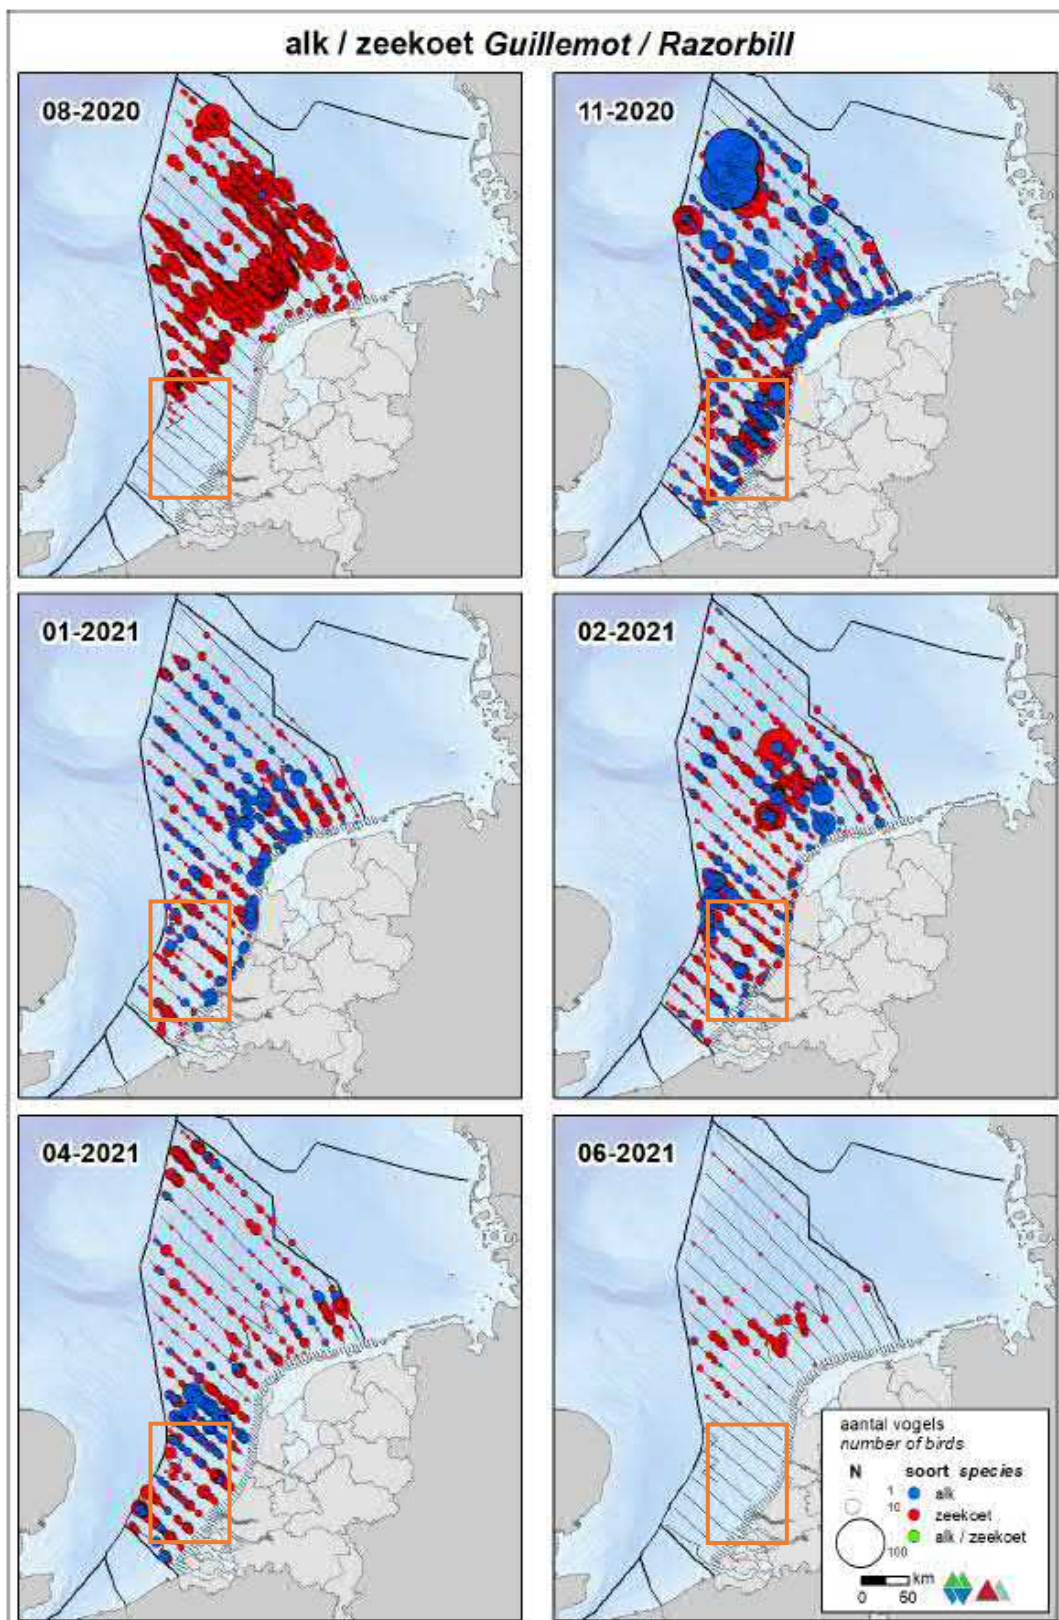 alk / zeekoet Guillemot / Razorbill
08-2020
11-2020
01-2021
02-2021
04-2021
06-2021
aantal vogels
number of birds
N soort species
1 alk
10 zeekoet
100 alk / zeekoet
km
0 50